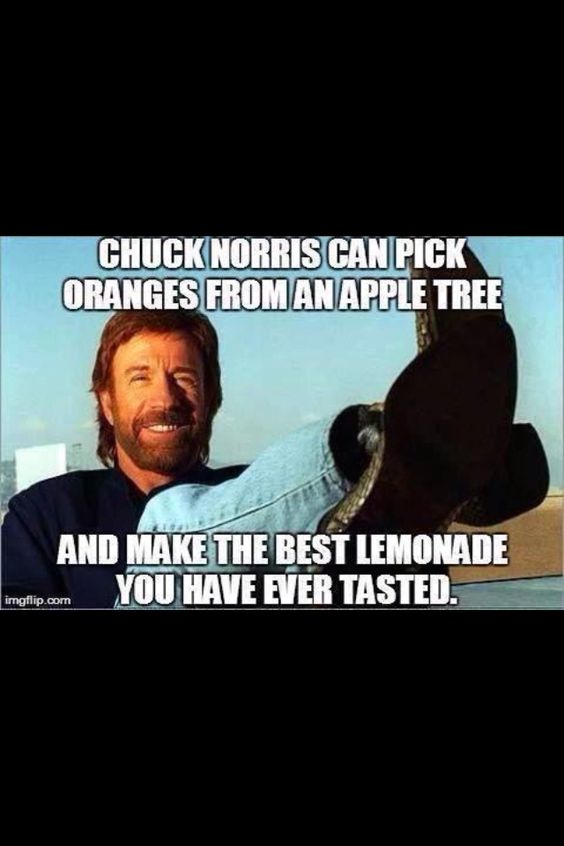 CHUCK NORRIS CAN PICK
ORANGES FROM AN APPLE TREE
AND MAKE THE BEST LEMONADE
YOU HAVE EVER TASTED.
imgflip.com